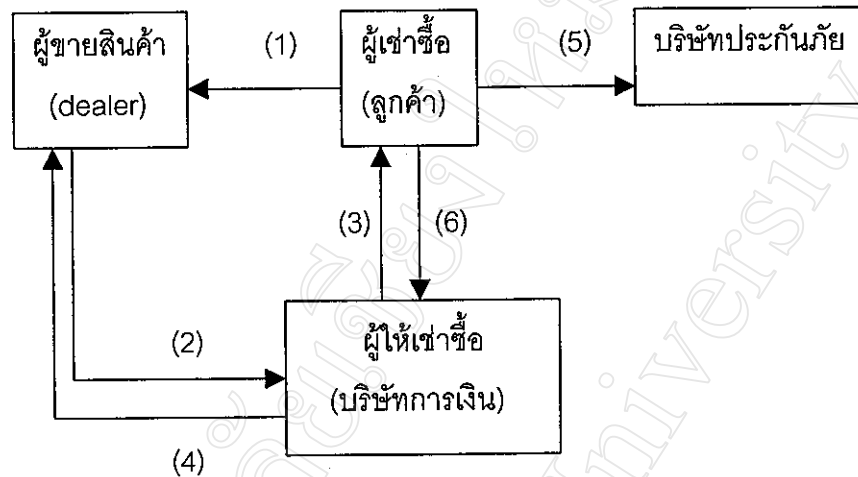 ผู้ขายสินค้า
(dealer)
(1)
ผู้เช่าซื้อ
(ลูกค้า)
(5)
บริษัทประกันภัย
(3)
(6)
(2)
ผู้ให้เช่าซื้อ
(บริษัทการเงิน)
(4)
University